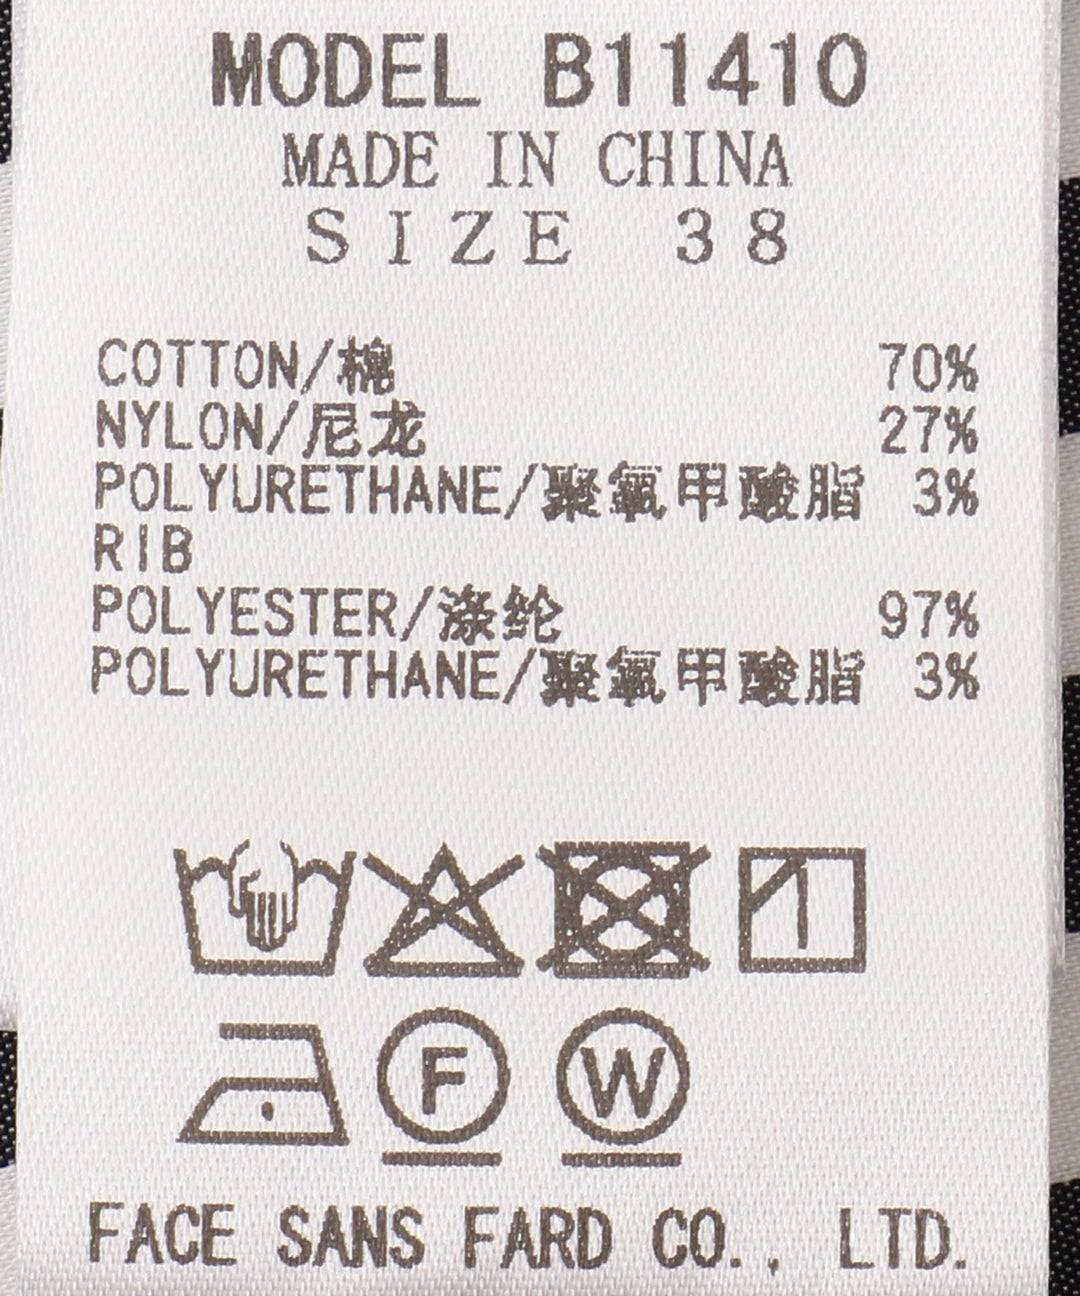 MODEL B11410
MADE IN CHINA
SIZE 38
COTTON/棉 70%
NYLON/尼龙 27%
POLYURETHANE/聚氨甲酸脂 3%
RIB
POLYESTER/涤纶 97%
POLYURETHANE/聚氨甲酸脂 3%
F W
FACE SANS FARD CO., LTD.